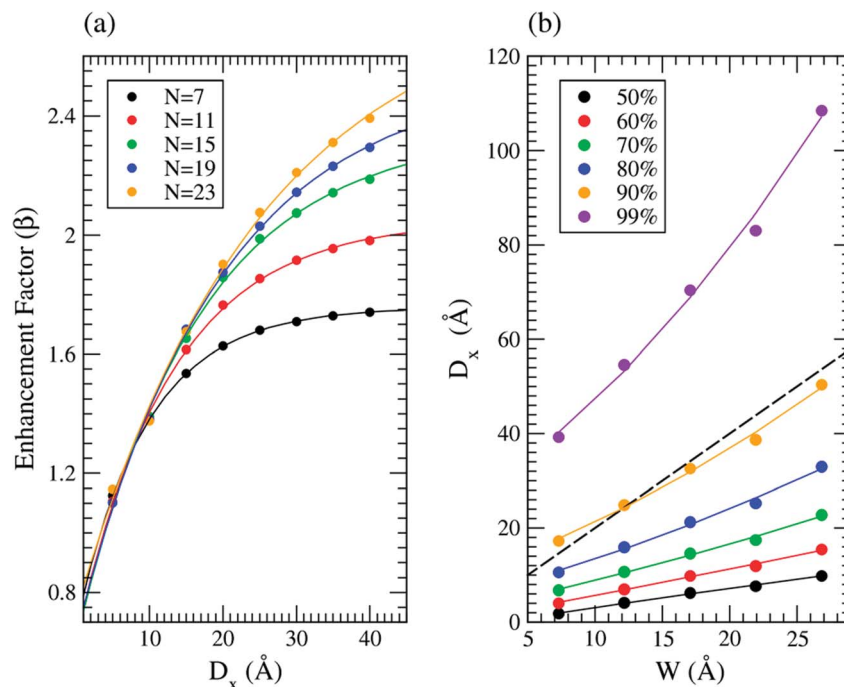 (a)
Enhancement Factor (β)
2.4
2
1.6
1.2
0.8
N=7
N=11
N=15
N=19
N=23
10
20
30
40
D_x (Å)
(b)
D_x (Å)
120
100
80
60
40
20
0
50%
60%
70%
80%
90%
99%
5
10
15
20
25
W (Å)